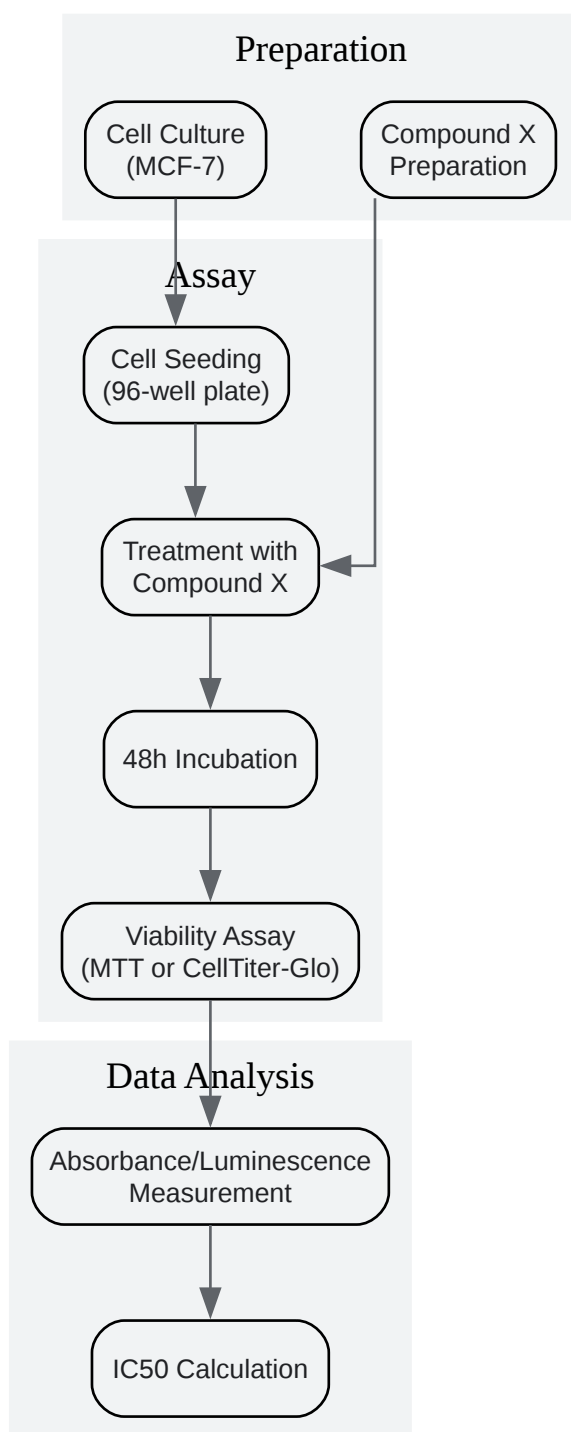 Preparation
Cell Culture
(MCF-7)
Compound X
Preparation
Assay
Cell Seeding
(96-well plate)
Treatment with
Compound X
48h Incubation
Viability Assay
(MTT or CellTiter-Glo)
Data Analysis
Absorbance/Luminescence
Measurement
IC50 Calculation